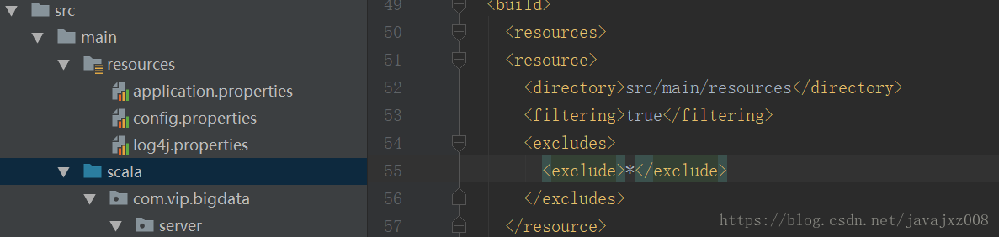 src
main
resources
application.properties
config.properties
log4j.properties
scala
com.vip.bigdata
server
49 <build>
50 <resources>
51 <resource>
52 <directory>src/main/resources</directory>
53 <filtering>true</filtering>
54 <excludes>
55 <exclude>*</exclude>
56 </excludes>
57 </resource>
https://blog.csdn.net/javajxz008